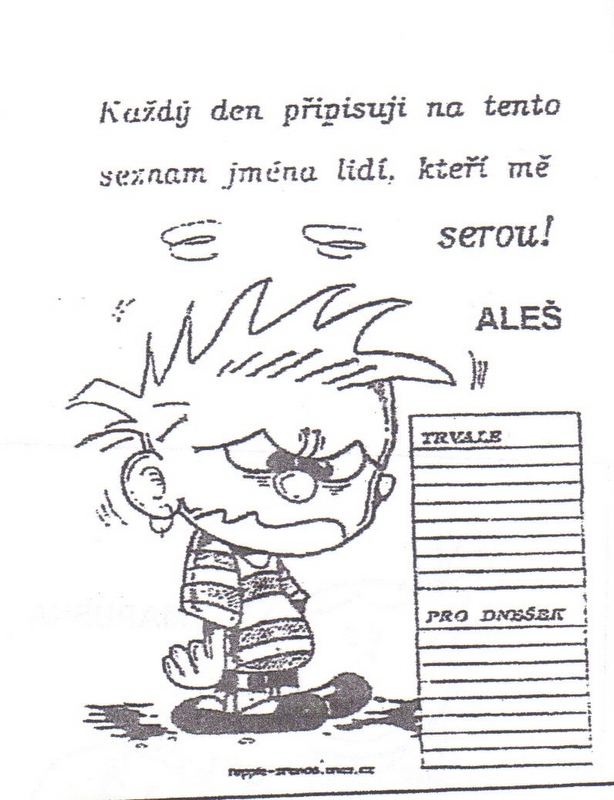 Každý den připisuji na tento
seznam jména lidí, kteří mě
serou!
ALEŠ
TRVALE
PRO DNEŠEK